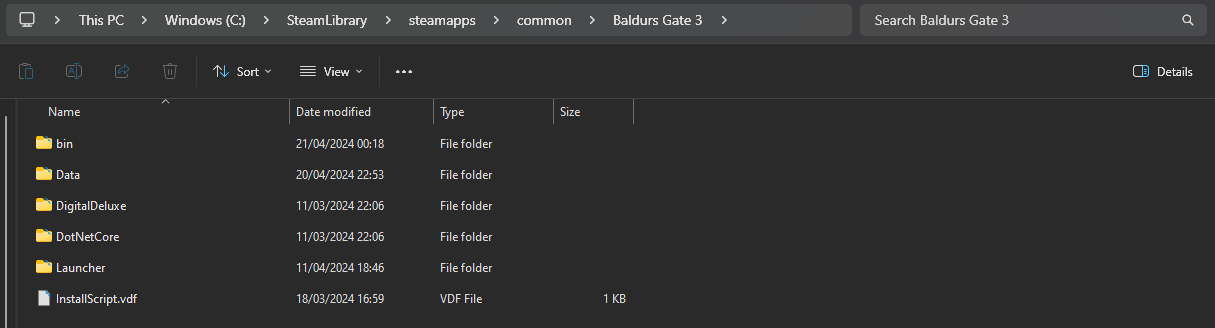 This PC > Windows (C:) > SteamLibrary > steamapps > common > Baldurs Gate 3 > Search Baldurs Gate 3
Sort View ••• Details
Name Date modified Type Size
bin 21/04/2024 00:18 File folder
Data 20/04/2024 22:53 File folder
DigitalDeluxe 11/03/2024 22:06 File folder
DotNetCore 11/03/2024 22:06 File folder
Launcher 11/04/2024 18:46 File folder
InstallScript.vdf 18/03/2024 16:59 VDF File 1 KB